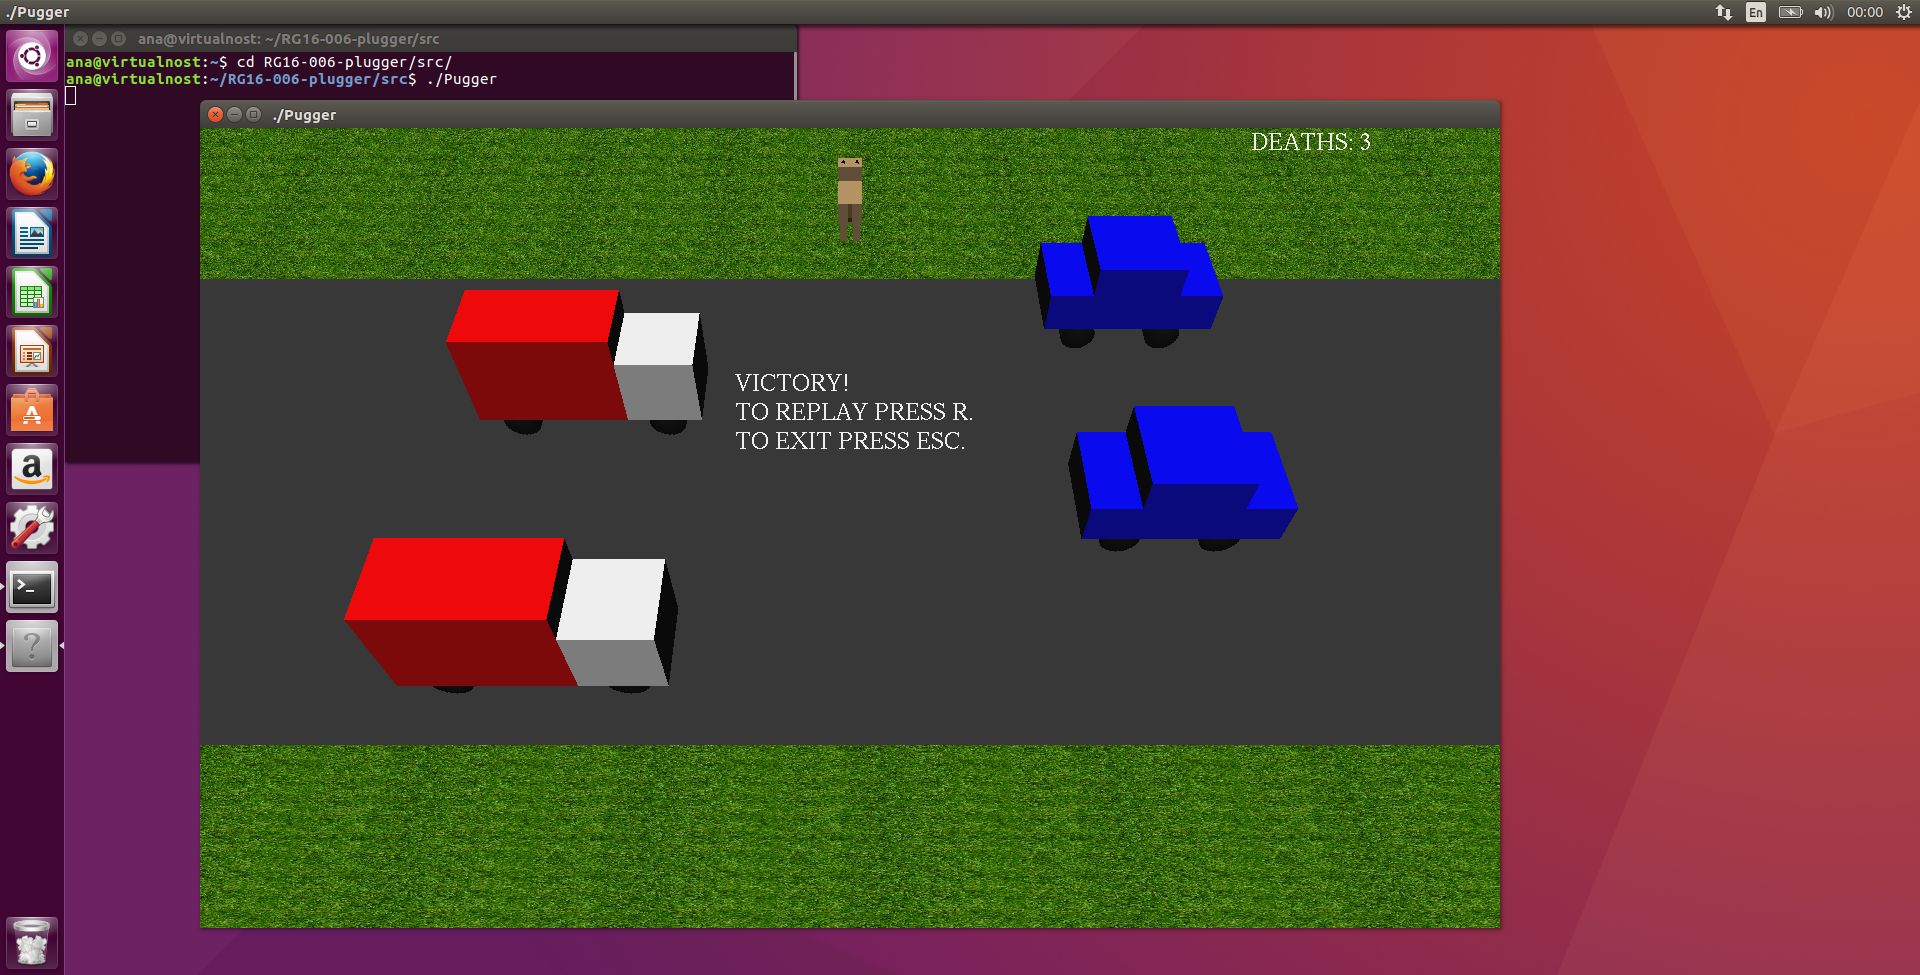 ./Pugger
En
00:00
ana@virtualnost: ~/RG16-006-plugger/src
ana@virtualnost:~$ cd RG16-006-plugger/src/
ana@virtualnost:~/RG16-006-plugger/src$ ./Pugger
./Pugger
DEATHS: 3
VICTORY!
TO REPLAY PRESS R.
TO EXIT PRESS ESC.